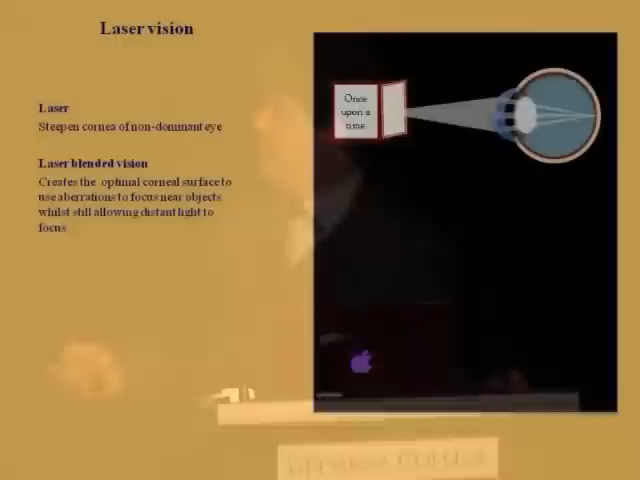 Laser vision
Laser
Steepen cornea of non-dominant eye
Laser blended vision
Creates the optimal corneal surface to
use aberrations to focus near objects
whilst still allowing distant light to
focus
Once
upon a
time